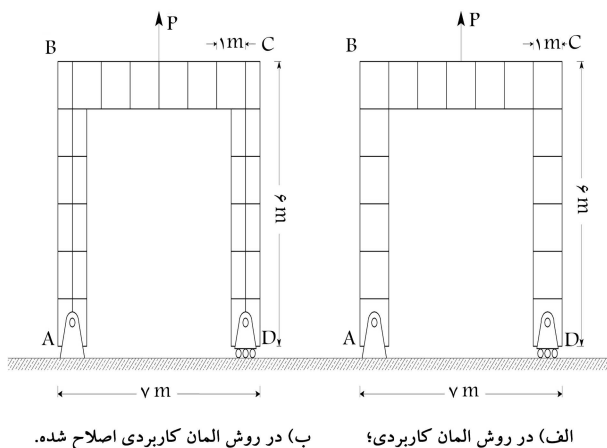 P
P
B
۱m C
B
۱m C
۶ m
۶ m
A
D
A
D
۷ m
۷ m
الف) در روش المان کاربردی؛
ب) در روش المان کاربردی اصلاح شده.